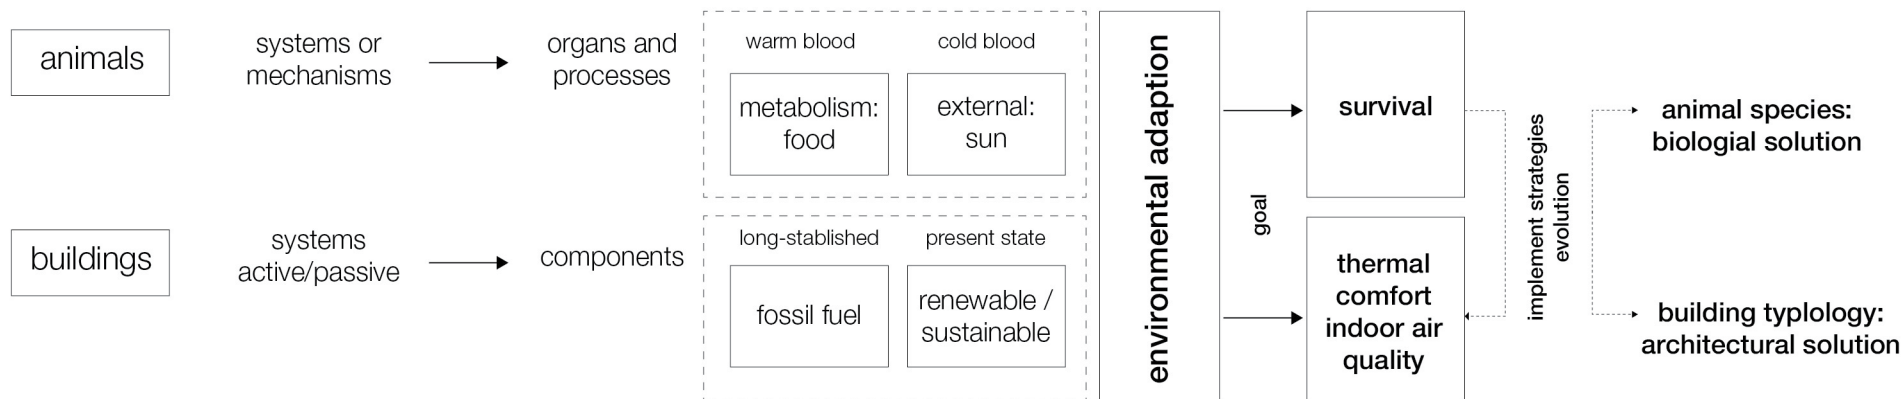 animals
systems or
mechanisms
organs and
processes
warm blood
metabolism:
food
cold blood
external:
sun
buildings
systems
active/passive
components
long-stablished
fossil fuel
present state
renewable /
sustainable
environmental adaption
goal
survival
thermal
comfort
indoor air
quality
implement strategies
evolution
animal species:
biologial solution
building typlology:
architectural solution